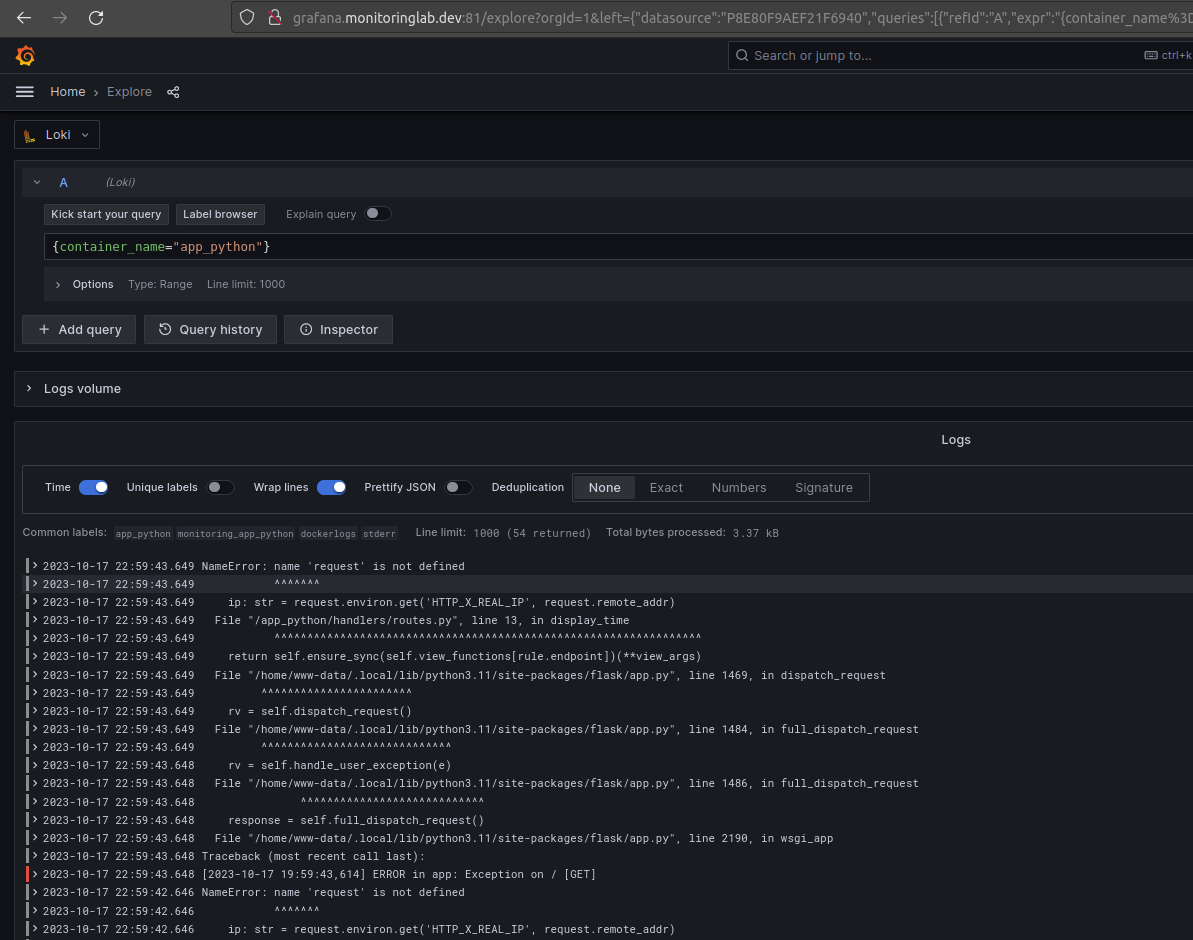 grafana.monitoringlab.dev:81/explore?orgId=1&left={"datasource":"P8E80F9AEF21F6940","queries":[{"refId":"A","expr":"{container_name%3D
Search or jump to...
ctrl+k
Home › Explore
Loki
A (Loki)
Kick start your query Label browser Explain query
{container_name="app_python"}
Options Type: Range Line limit: 1000
+ Add query Query history Inspector
Logs volume
Logs
Time Unique labels Wrap lines Prettify JSON Deduplication None Exact Numbers Signature
Common labels: app_python monitoring_app_python dockerlogs stderr Line limit: 1000 (54 returned) Total bytes processed: 3.37 kB
2023-10-17 22:59:43.649 NameError: name 'request' is not defined
2023-10-17 22:59:43.649 ^^^^^^^
2023-10-17 22:59:43.649 ip: str = request.environ.get('HTTP_X_REAL_IP', request.remote_addr)
2023-10-17 22:59:43.649 File "/app_python/handlers/routes.py", line 13, in display_time
2023-10-17 22:59:43.649 ^^^^^^^^^^^^^^^^^^^^^^^^^^^^^^^^^^^^^^^^^^^^^^^^^^^^^^^^^^^^^^^^^
2023-10-17 22:59:43.649 return self.ensure_sync(self.view_functions[rule.endpoint])(**view_args)
2023-10-17 22:59:43.649 File "/home/www-data/.local/lib/python3.11/site-packages/flask/app.py", line 1469, in dispatch_request
2023-10-17 22:59:43.649 ^^^^^^^^^^^^^^^^^^^^^^^
2023-10-17 22:59:43.649 rv = self.dispatch_request()
2023-10-17 22:59:43.649 File "/home/www-data/.local/lib/python3.11/site-packages/flask/app.py", line 1484, in full_dispatch_request
2023-10-17 22:59:43.649 ^^^^^^^^^^^^^^^^^^^^^^^^^^^^^
2023-10-17 22:59:43.648 rv = self.handle_user_exception(e)
2023-10-17 22:59:43.648 File "/home/www-data/.local/lib/python3.11/site-packages/flask/app.py", line 1486, in full_dispatch_request
2023-10-17 22:59:43.648 ^^^^^^^^^^^^^^^^^^^^^^^^^^^^
2023-10-17 22:59:43.648 response = self.full_dispatch_request()
2023-10-17 22:59:43.648 File "/home/www-data/.local/lib/python3.11/site-packages/flask/app.py", line 2190, in wsgi_app
2023-10-17 22:59:43.648 Traceback (most recent call last):
2023-10-17 22:59:43.648 [2023-10-17 19:59:43,614] ERROR in app: Exception on / [GET]
2023-10-17 22:59:42.646 NameError: name 'request' is not defined
2023-10-17 22:59:42.646 ^^^^^^^
2023-10-17 22:59:42.646 ip: str = request.environ.get('HTTP_X_REAL_IP', request.remote_addr)